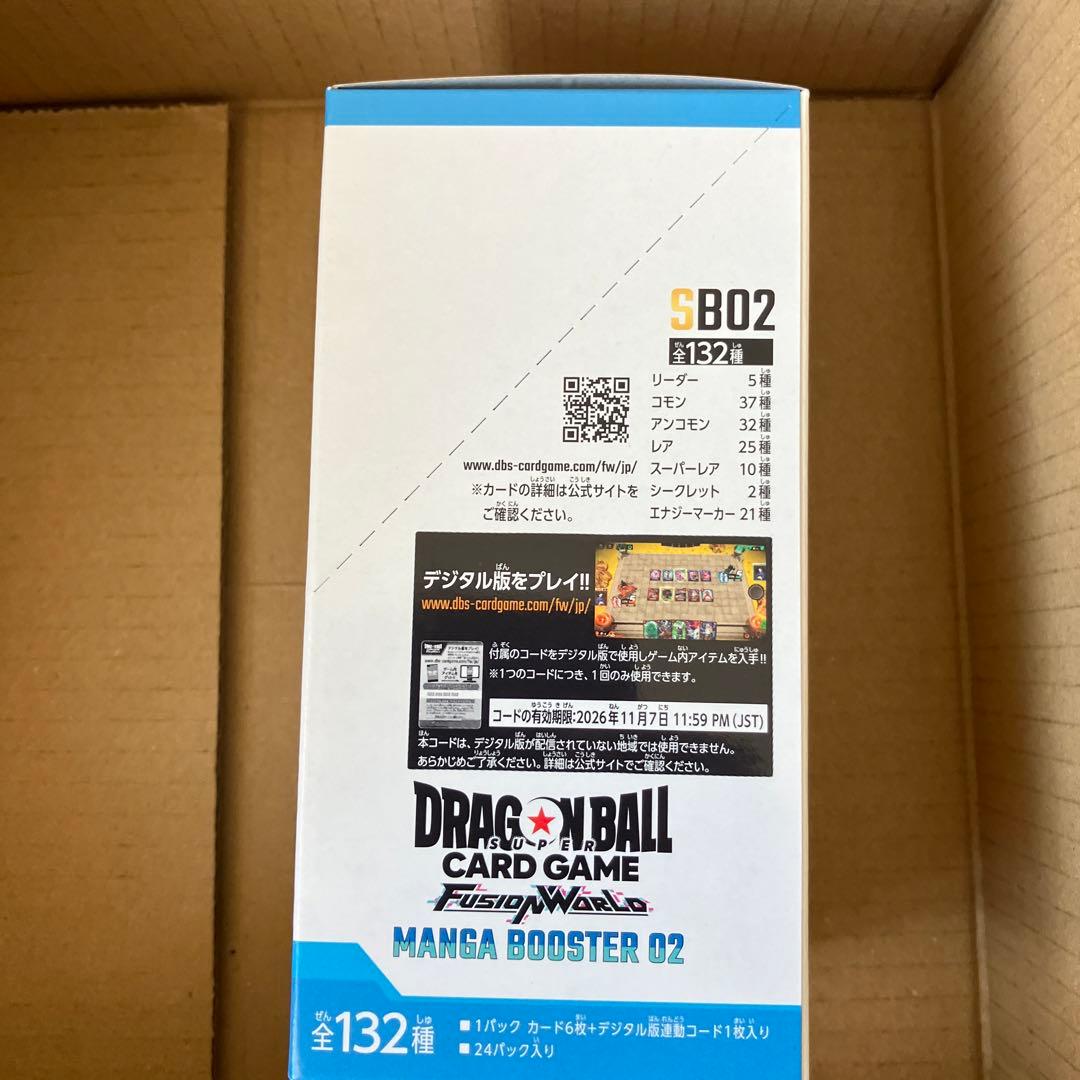 SB02
全132種
リーダー 5種
コモン 37種
アンコモン 32種
レア 25種
スーパーレア 10種
シークレット 2種
エナジーマーカー 21種
www.dbs-cardgame.com/fw/jp/
※カードの詳細は公式サイトを
ご確認ください。
デジタル版をプレイ!!
www.dbs-cardgame.com/fw/jp/
付属のコードをデジタル版で使用しゲーム内アイテムを入手!!
※1つのコードにつき、1回のみ使用できます。
コードの有効期限:2026年11月7日 11:59 PM(JST)
本コードは、デジタル版が配信されていない地域では使用できません。
あらかじめご了承ください。詳細は公式サイトでご確認ください。
DRAGON BALL
SUPER
CARD GAME
FUSION WORLD
MANGA BOOSTER 02
全132種
■1パック カード6枚+デジタル版連動コード1枚入り
■24パック入り